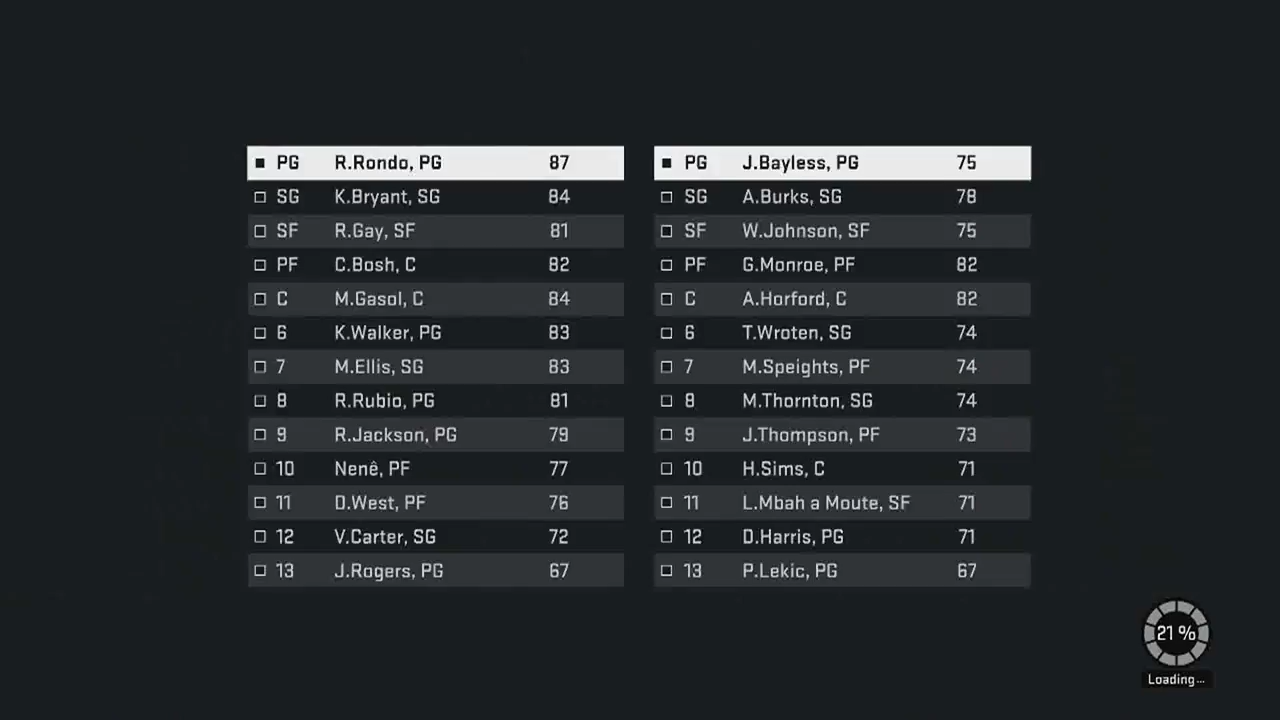 PG R.Rondo, PG 87
SG K.Bryant, SG 84
SF R.Gay, SF 81
PF C.Bosh, C 82
C M.Gasol, C 84
6 K.Walker, PG 83
7 M.Ellis, SG 83
8 R.Rubio, PG 81
9 R.Jackson, PG 79
10 Nenê, PF 77
11 D.West, PF 76
12 V.Carter, SG 72
13 J.Rogers, PG 67
PG J.Bayless, PG 75
SG A.Burks, SG 78
SF W.Johnson, SF 75
PF G.Monroe, PF 82
C A.Horford, C 82
6 T.Wroten, SG 74
7 M.Speights, PF 74
8 M.Thornton, SG 74
9 J.Thompson, PF 73
10 H.Sims, C 71
11 L.Mbah a Moute, SF 71
12 D.Harris, PG 71
13 P.Lekic, PG 67
21 %
Loading...